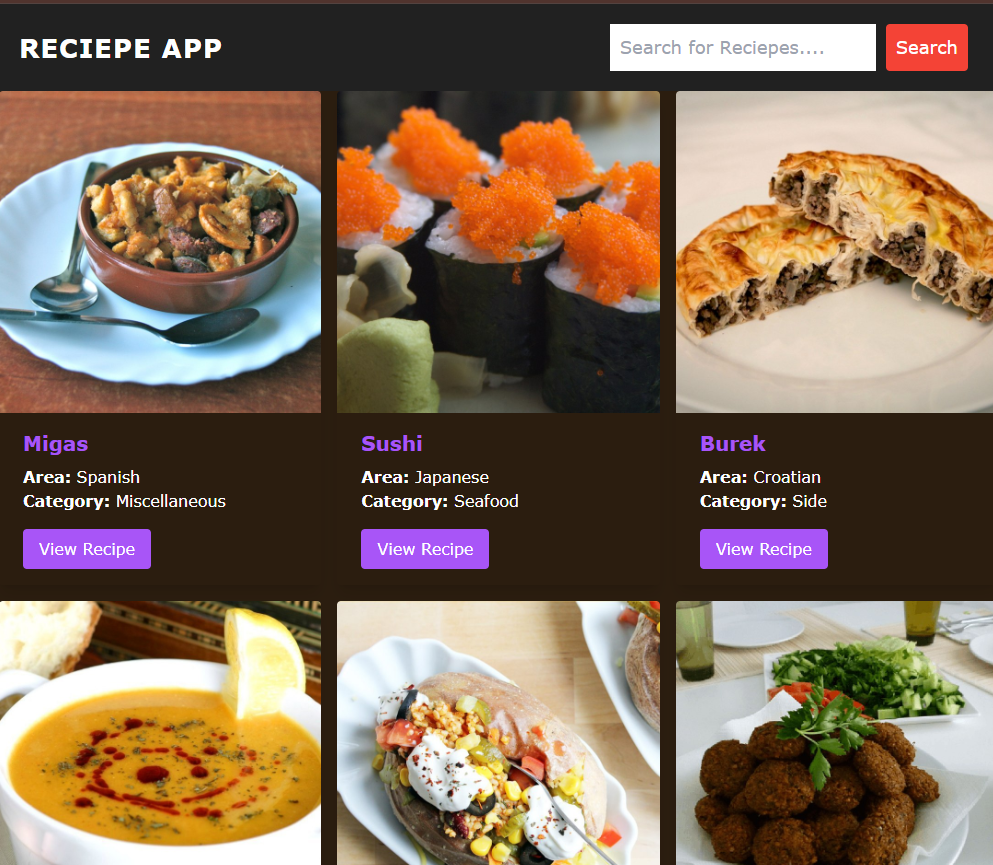 RECIEPE APP
Search for Reciepes....
Search
Migas
Area: Spanish
Category: Miscellaneous
View Recipe
Sushi
Area: Japanese
Category: Seafood
View Recipe
Burek
Area: Croatian
Category: Side
View Recipe